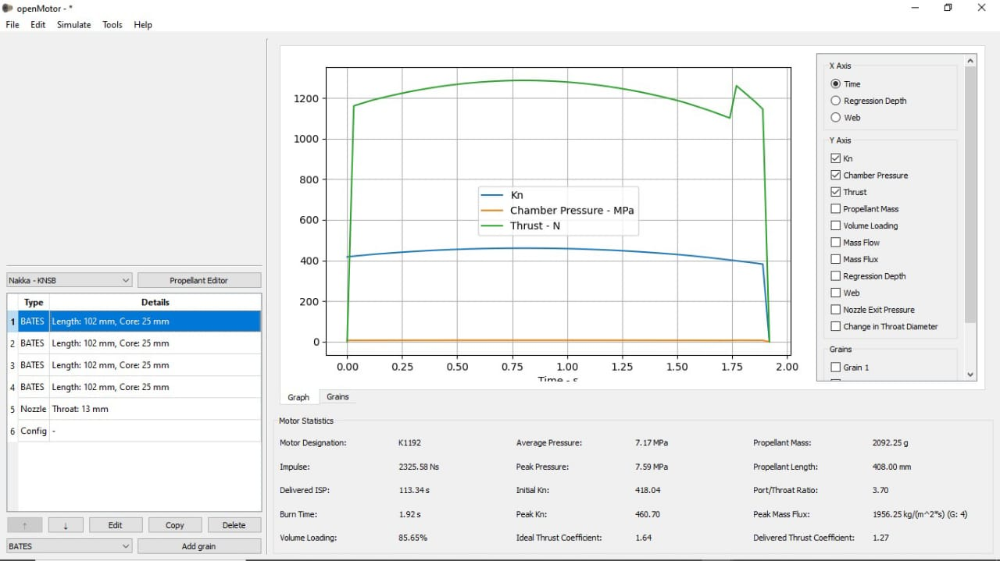 openMotor - *
File Edit Simulate Tools Help
Nakka - KNSB Propellant Editor
Type Details
1 BATES Length: 102 mm, Core: 25 mm
2 BATES Length: 102 mm, Core: 25 mm
3 BATES Length: 102 mm, Core: 25 mm
4 BATES Length: 102 mm, Core: 25 mm
5 Nozzle Throat: 13 mm
6 Config -
↑ ↓ Edit Copy Delete
BATES Add grain
1200
1000
800
600
400
200
0
Kn
Chamber Pressure - MPa
Thrust - N
0.00 0.25 0.50 0.75 1.00 1.25 1.50 1.75 2.00
Time - s
X Axis
Time
Regression Depth
Web
Y Axis
Kn
Chamber Pressure
Thrust
Propellant Mass
Volume Loading
Mass Flow
Mass Flux
Regression Depth
Web
Nozzle Exit Pressure
Change in Throat Diameter
Grains
Grain 1
Graph Grains
Motor Statistics
Motor Designation: K1192 Average Pressure: 7.17 MPa Propellant Mass: 2092.25 g
Impulse: 2325.58 Ns Peak Pressure: 7.59 MPa Propellant Length: 408.00 mm
Delivered ISP: 113.34 s Initial Kn: 418.04 Port/Throat Ratio: 3.70
Burn Time: 1.92 s Peak Kn: 460.70 Peak Mass Flux: 1956.25 kg/(m^2*s) (G: 4)
Volume Loading: 85.65% Ideal Thrust Coefficient: 1.64 Delivered Thrust Coefficient: 1.27